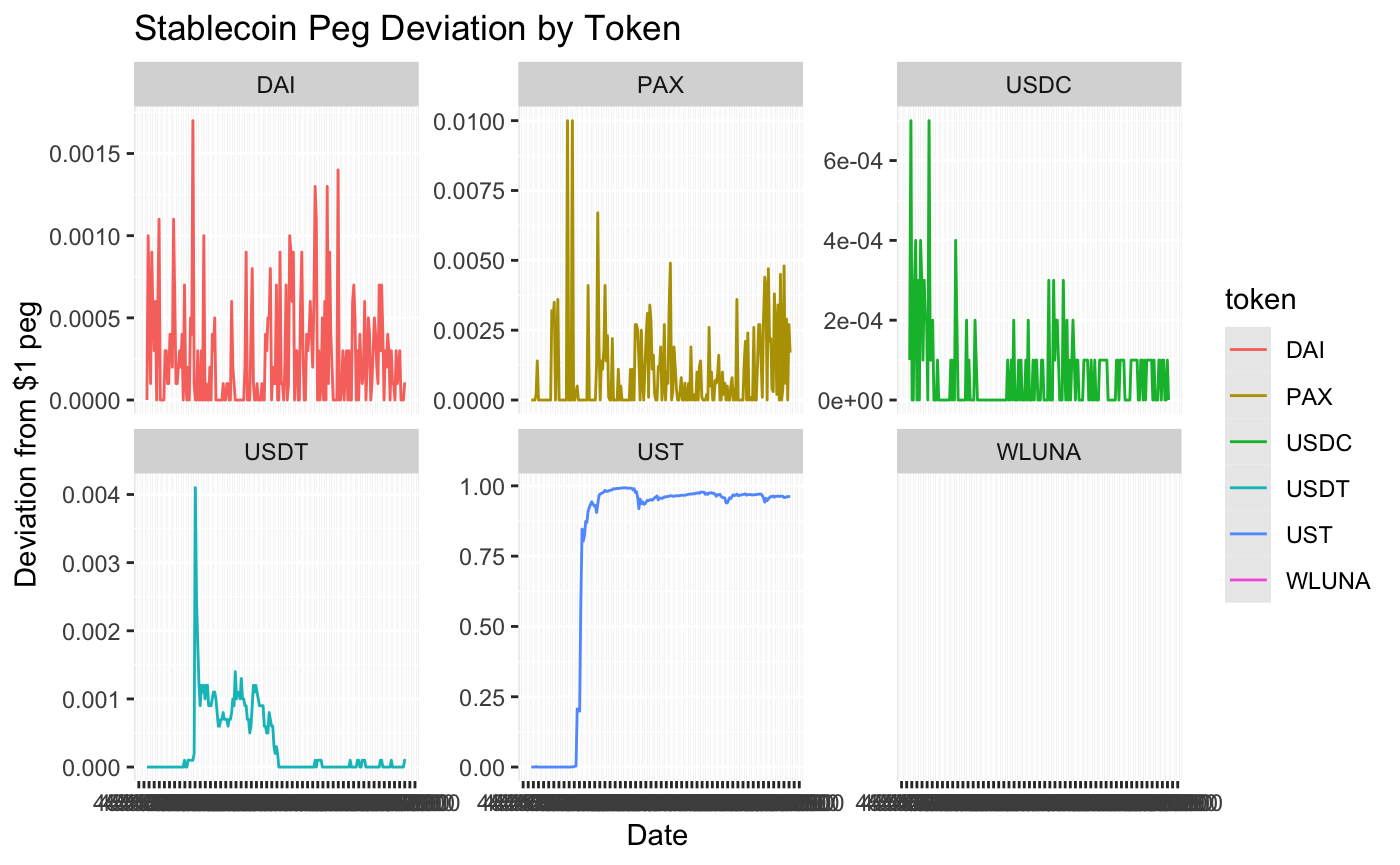 Stablecoin Peg Deviation by Token
DAI
PAX
USDC
0.0015
0.0010
0.0005
0.0000
0.0100
0.0075
0.0050
0.0025
0.0000
6e-04
4e-04
2e-04
0e+00
USDT
UST
WLUNA
0.004
0.003
0.002
0.001
0.000
1.00
0.75
0.50
0.25
0.00
Deviation from $1 peg
Date
token
DAI
PAX
USDC
USDT
UST
WLUNA